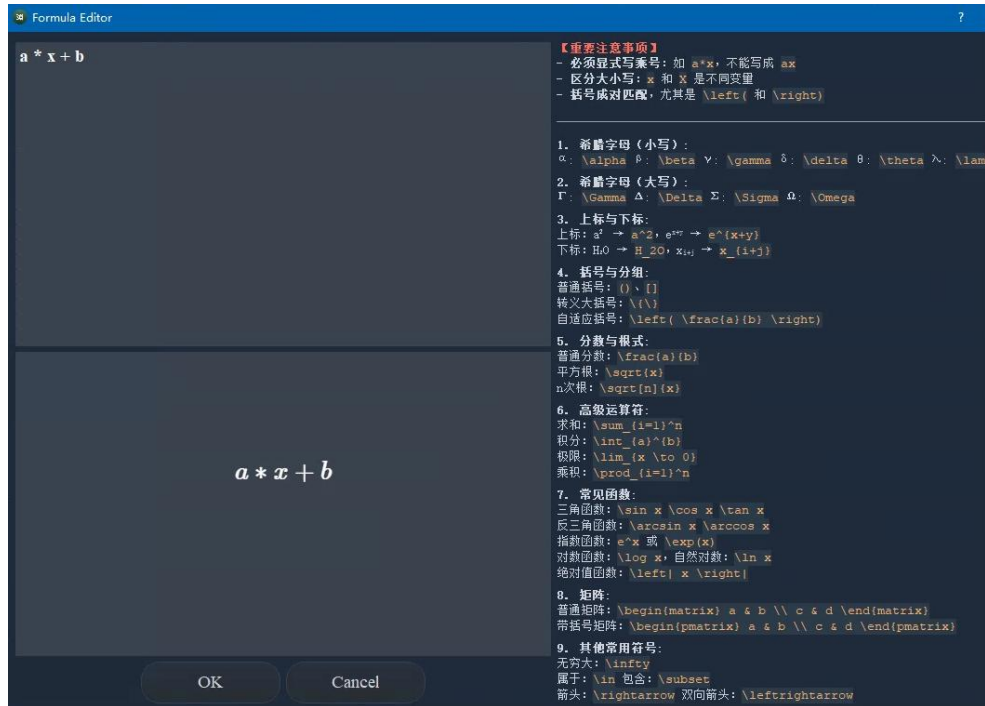 Formula Editor
?
a * x + b
a * x + b
OK
Cancel
【重要注意事项】
- 必须显式写乘号: 如 a*x, 不能写成 ax
- 区分大小写: x 和 X 是不同变量
- 括号成对匹配, 尤其是 \left( 和 \right)
1. 希腊字母(小写):
α: \alpha β: \beta γ: \gamma δ: \delta θ: \theta λ: \lam
2. 希腊字母(大写):
Γ: \Gamma Δ: \Delta Σ: \Sigma Ω: \Omega
3. 上标与下标:
上标: a² → a^2, eˣ⁺ʸ → e^{x+y}
下标: H₂O → H_2O, xᵢ₊ⱼ → x_{i+j}
4. 括号与分组:
普通括号: ()、[]
转义大括号: \{\}
自适应括号: \left( \frac{a}{b} \right)
5. 分数与根式:
普通分数: \frac{a}{b}
平方根: \sqrt{x}
n次根: \sqrt[n]{x}
6. 高级运算符:
求和: \sum_{i=1}^n
积分: \int_{a}^{b}
极限: \lim_{x \to 0}
乘积: \prod_{i=1}^n
7. 常见函数:
三角函数: \sin x \cos x \tan x
反三角函数: \arcsin x \arccos x
指数函数: e^x 或 \exp(x)
对数函数: \log x, 自然对数: \ln x
绝对值函数: \left| x \right|
8. 矩阵:
普通矩阵: \begin{matrix} a & b \\ c & d \end{matrix}
带括号矩阵: \begin{pmatrix} a & b \\ c & d \end{pmatrix}
9. 其他常用符号:
无穷大: \infty
属于: \in 包含: \subset
箭头: \rightarrow 双向箭头: \leftrightarrow